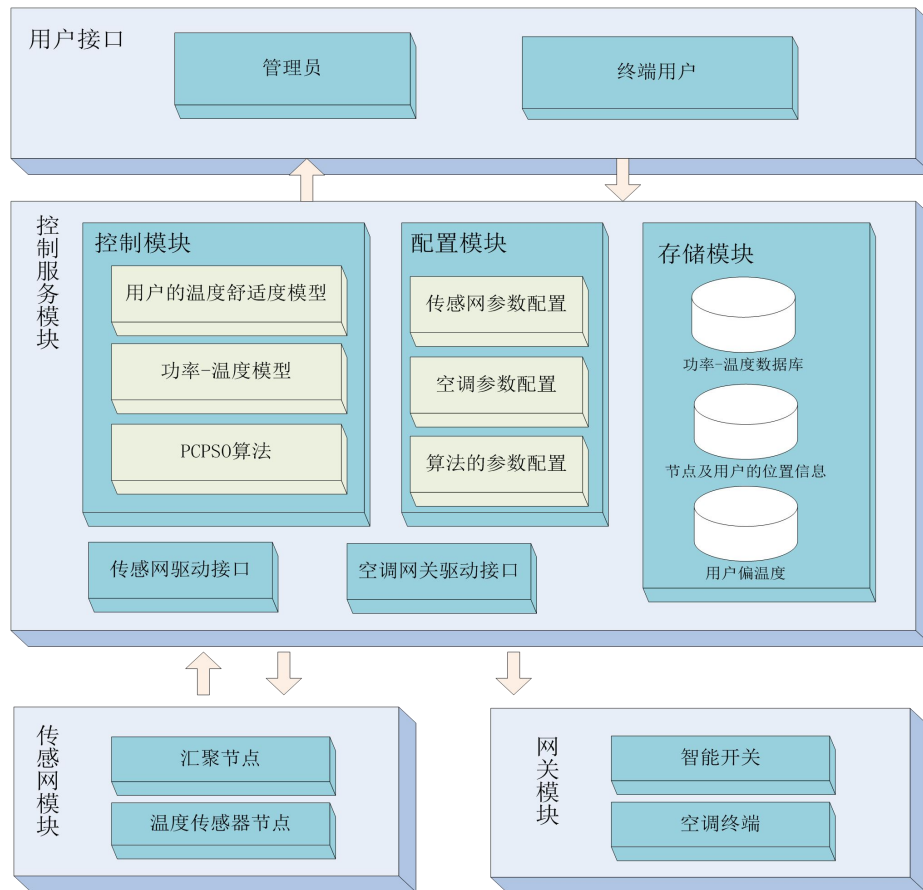 用户接口
管理员
终端用户
控制服务模块
控制模块
用户的温度舒适度模型
功率-温度模型
PCPSO算法
配置模块
传感网参数配置
空调参数配置
算法的参数配置
存储模块
功率-温度数据库
节点及用户的位置信息
用户偏温度
传感网驱动接口
空调网关驱动接口
传感网模块
汇聚节点
温度传感器节点
网关模块
智能开关
空调终端